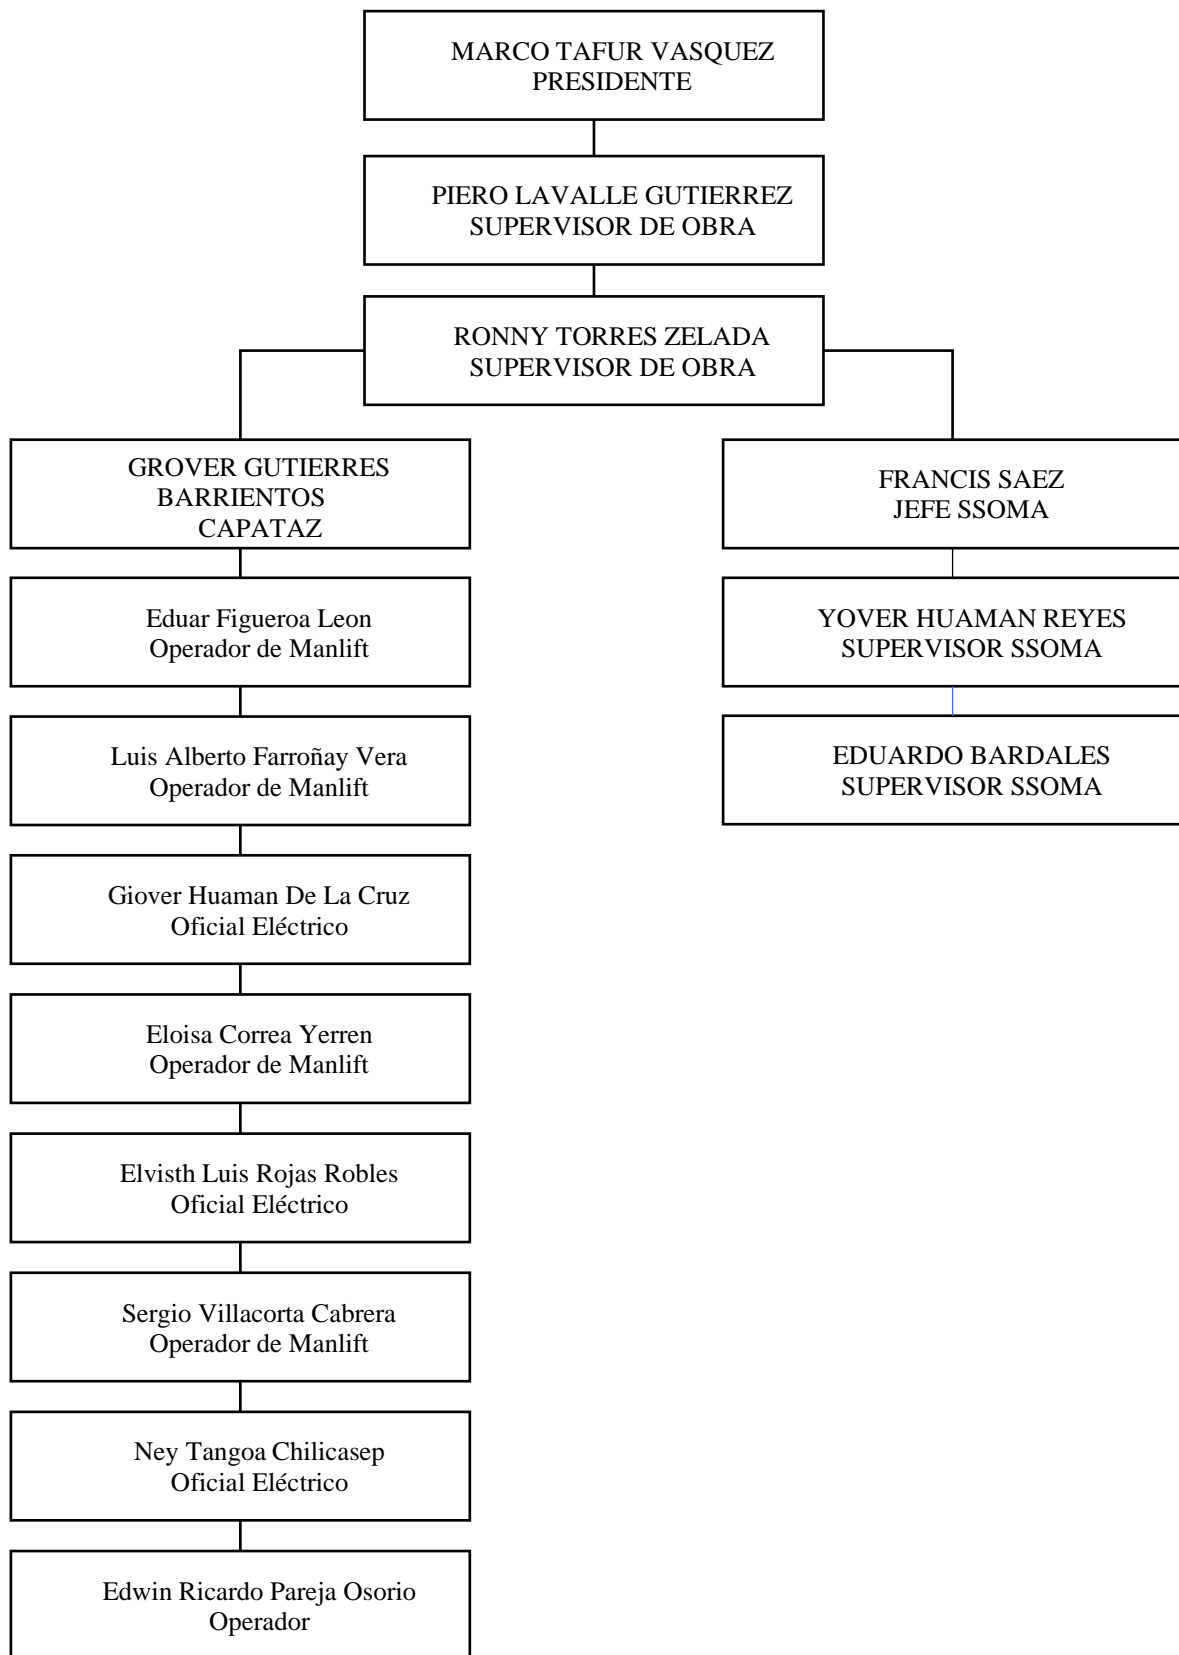 MARCO TAFUR VASQUEZ
PRESIDENTE
PIERO LAVALLE GUTIERREZ
SUPERVISOR DE OBRA
RONNY TORRES ZELADA
SUPERVISOR DE OBRA
GROVER GUTIERRES
BARRIENTOS
CAPATAZ
Eduar Figueroa Leon
Operador de Manlift
Luis Alberto Farroñay Vera
Operador de Manlift
Giover Huaman De La Cruz
Oficial Eléctrico
Eloisa Correa Yerren
Operador de Manlift
Elvisth Luis Rojas Robles
Oficial Eléctrico
Sergio Villacorta Cabrera
Operador de Manlift
Ney Tangoa Chilicasep
Oficial Eléctrico
Edwin Ricardo Pareja Osorio
Operador
FRANCIS SAEZ
JEFE SSOMA
YOVER HUAMAN REYES
SUPERVISOR SSOMA
EDUARDO BARDALES
SUPERVISOR SSOMA